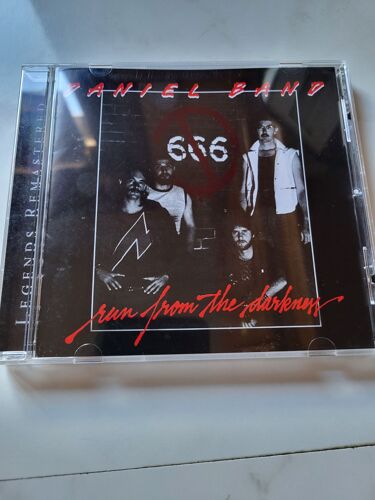 DANIEL BAND
666
run from the darkness
LEGENDS REMASTERED